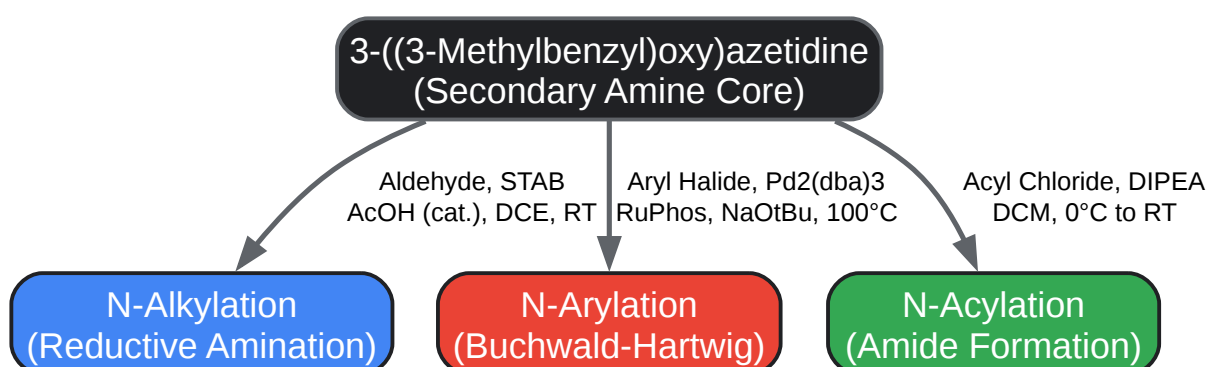 3-((3-Methylbenzyl)oxy)azetidine
(Secondary Amine Core)
Aldehyde, STAB
AcOH (cat.), DCE, RT
Aryl Halide, Pd2(dba)3
RuPhos, NaOtBu, 100°C
Acyl Chloride, DIPEA
DCM, 0°C to RT
N-Alkylation
(Reductive Amination)
N-Arylation
(Buchwald-Hartwig)
N-Acylation
(Amide Formation)